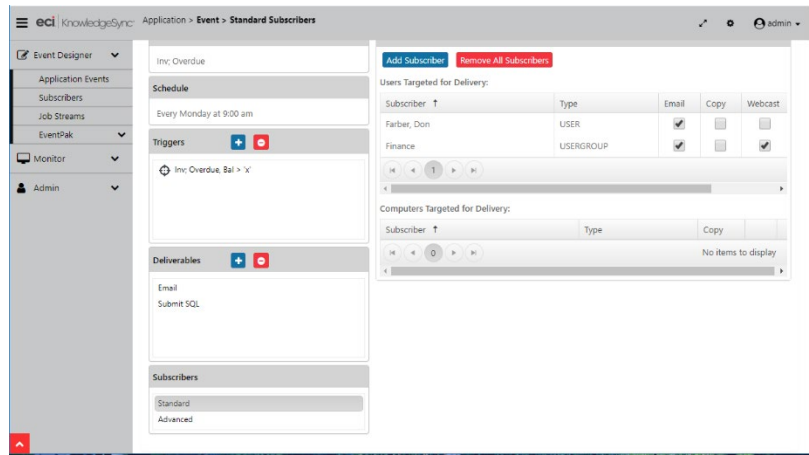 eci KnowledgeSync
Application > Event > Standard Subscribers
admin
Event Designer
Application Events
Subscribers
Job Streams
EventPak
Monitor
Admin
Inv; Overdue
Schedule
Every Monday at 9:00 am
Triggers
Inv; Overdue, Bal > 'x'
Deliverables
Email
Submit SQL
Subscribers
Standard
Advanced
Add Subscriber Remove All Subscribers
Users Targeted for Delivery:
Subscriber ↑ Type Email Copy Webcast
Farber, Don USER
Finance USERGROUP
1
Computers Targeted for Delivery:
Subscriber ↑ Type Copy
0 No items to display